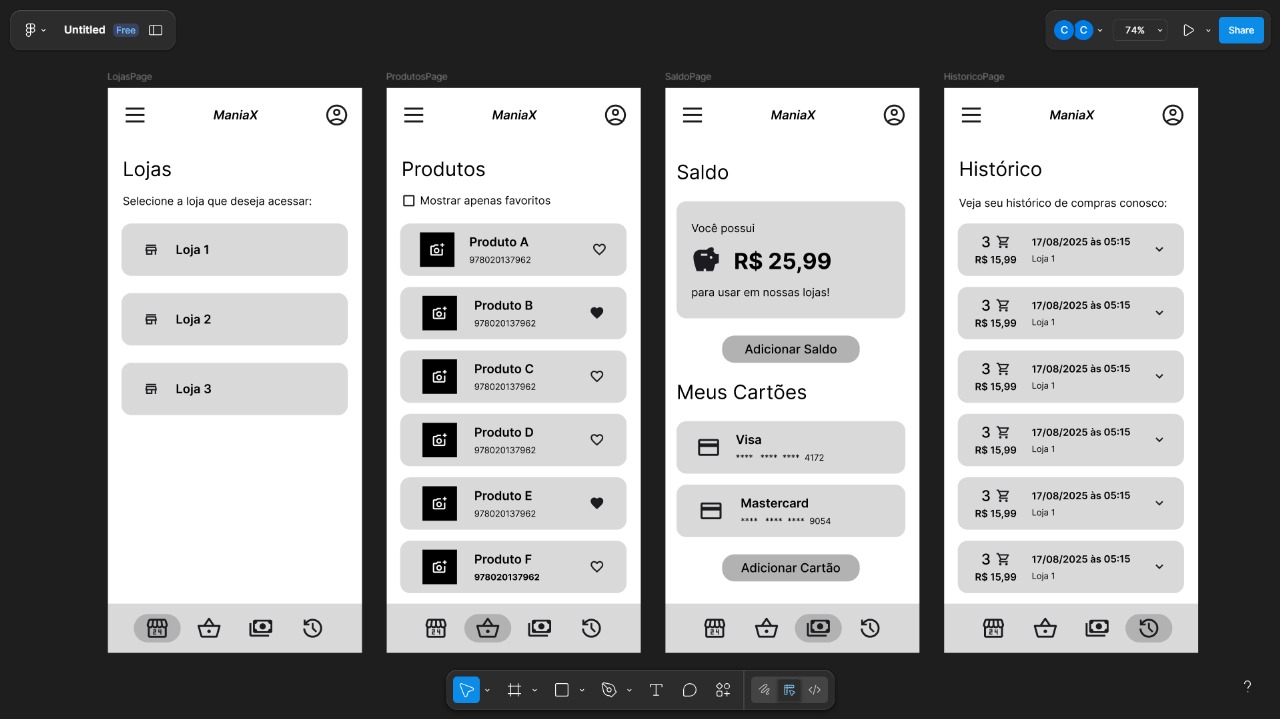 Untitled Free
C C 74% Share
LojasPage
ManiaX
Lojas
Selecione a loja que deseja acessar:
Loja 1
Loja 2
Loja 3
24
ProdutosPage
ManiaX
Produtos
Mostrar apenas favoritos
Produto A
978020137962
Produto B
978020137962
Produto C
978020137962
Produto D
978020137962
Produto E
978020137962
Produto F
978020137962
24
SaldoPage
ManiaX
Saldo
Você possui
R$ 25,99
para usar em nossas lojas!
Adicionar Saldo
Meus Cartões
Visa
**** **** **** 4172
Mastercard
**** **** **** 9054
Adicionar Cartão
24
HistoricoPage
ManiaX
Histórico
Veja seu histórico de compras conosco:
3 17/08/2025 às 05:15
R$ 15,99 Loja 1
3 17/08/2025 às 05:15
R$ 15,99 Loja 1
3 17/08/2025 às 05:15
R$ 15,99 Loja 1
3 17/08/2025 às 05:15
R$ 15,99 Loja 1
3 17/08/2025 às 05:15
R$ 15,99 Loja 1
3 17/08/2025 às 05:15
R$ 15,99 Loja 1
24
?